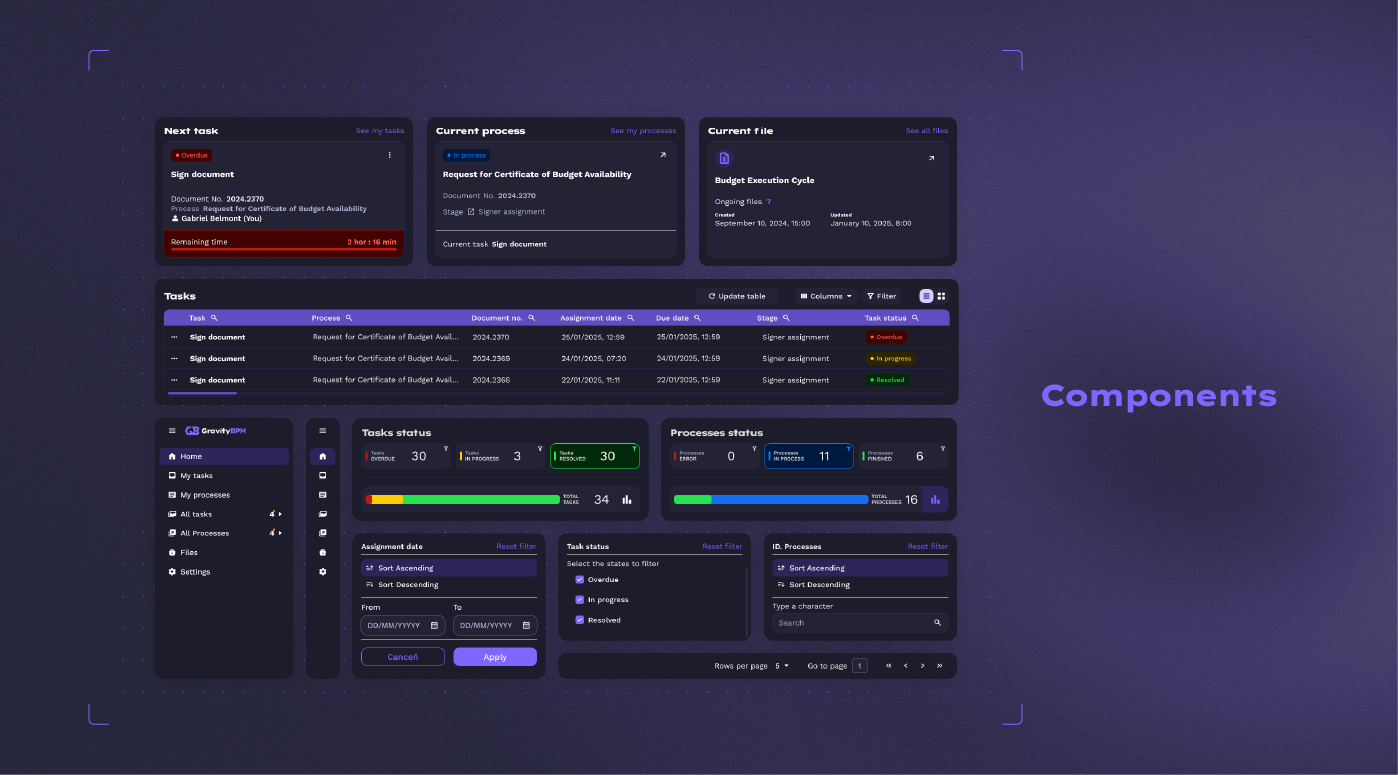 Next task See my tasks
Overdue
Sign document
Document No. 2024.2370
Process Request for Certificate of Budget Availability
Gabriel Belmont (You)
Remaining time 2 hor : 16 min
Current process See my processes
In process
Request for Certificate of Budget Availability
Document No. 2024.2370
Stage Signer assignment
Current task Sign document
Current file See all files
Budget Execution Cycle
Ongoing files 7
Created Updated
September 10, 2024, 15:00 January 10, 2025, 8:00
Tasks Update table Columns Filter
Task Process Document no. Assignment date Due date Stage Task status
Sign document Request for Certificate of Budget Avail... 2024.2370 25/01/2025, 12:59 25/01/2025, 12:59 Signer assignment Overdue
Sign document Request for Certificate of Budget Avail... 2024.2369 24/01/2025, 07:20 24/01/2025, 12:59 Signer assignment In progress
Sign document Request for Certificate of Budget Avail... 2024.2366 22/01/2025, 11:11 22/01/2025, 12:59 Signer assignment Resolved
Components
GravityBPM
Home
My tasks
My processes
All tasks 4
All Processes 4
Files
Settings
Tasks status
Tasks OVERDUE 30
Tasks IN PROGRESS 3
Tasks RESOLVED 30
TOTAL TASKS 34
Processes status
Processes ERROR 0
Processes IN PROCESS 11
Processes FINISHED 6
TOTAL PROCESSES 16
Assignment date Reset filter
Sort Ascending
Sort Descending
From To
DD/MM/YYYYY DD/MM/YYYYY
Canceñ Apply
Task status Reset filter
Select the states to filter
Overdue
In progress
Resolved
ID. Processes Reset filter
Sort Ascending
Sort Descending
Type a character
Search
Rows per page 5 Go to page 1